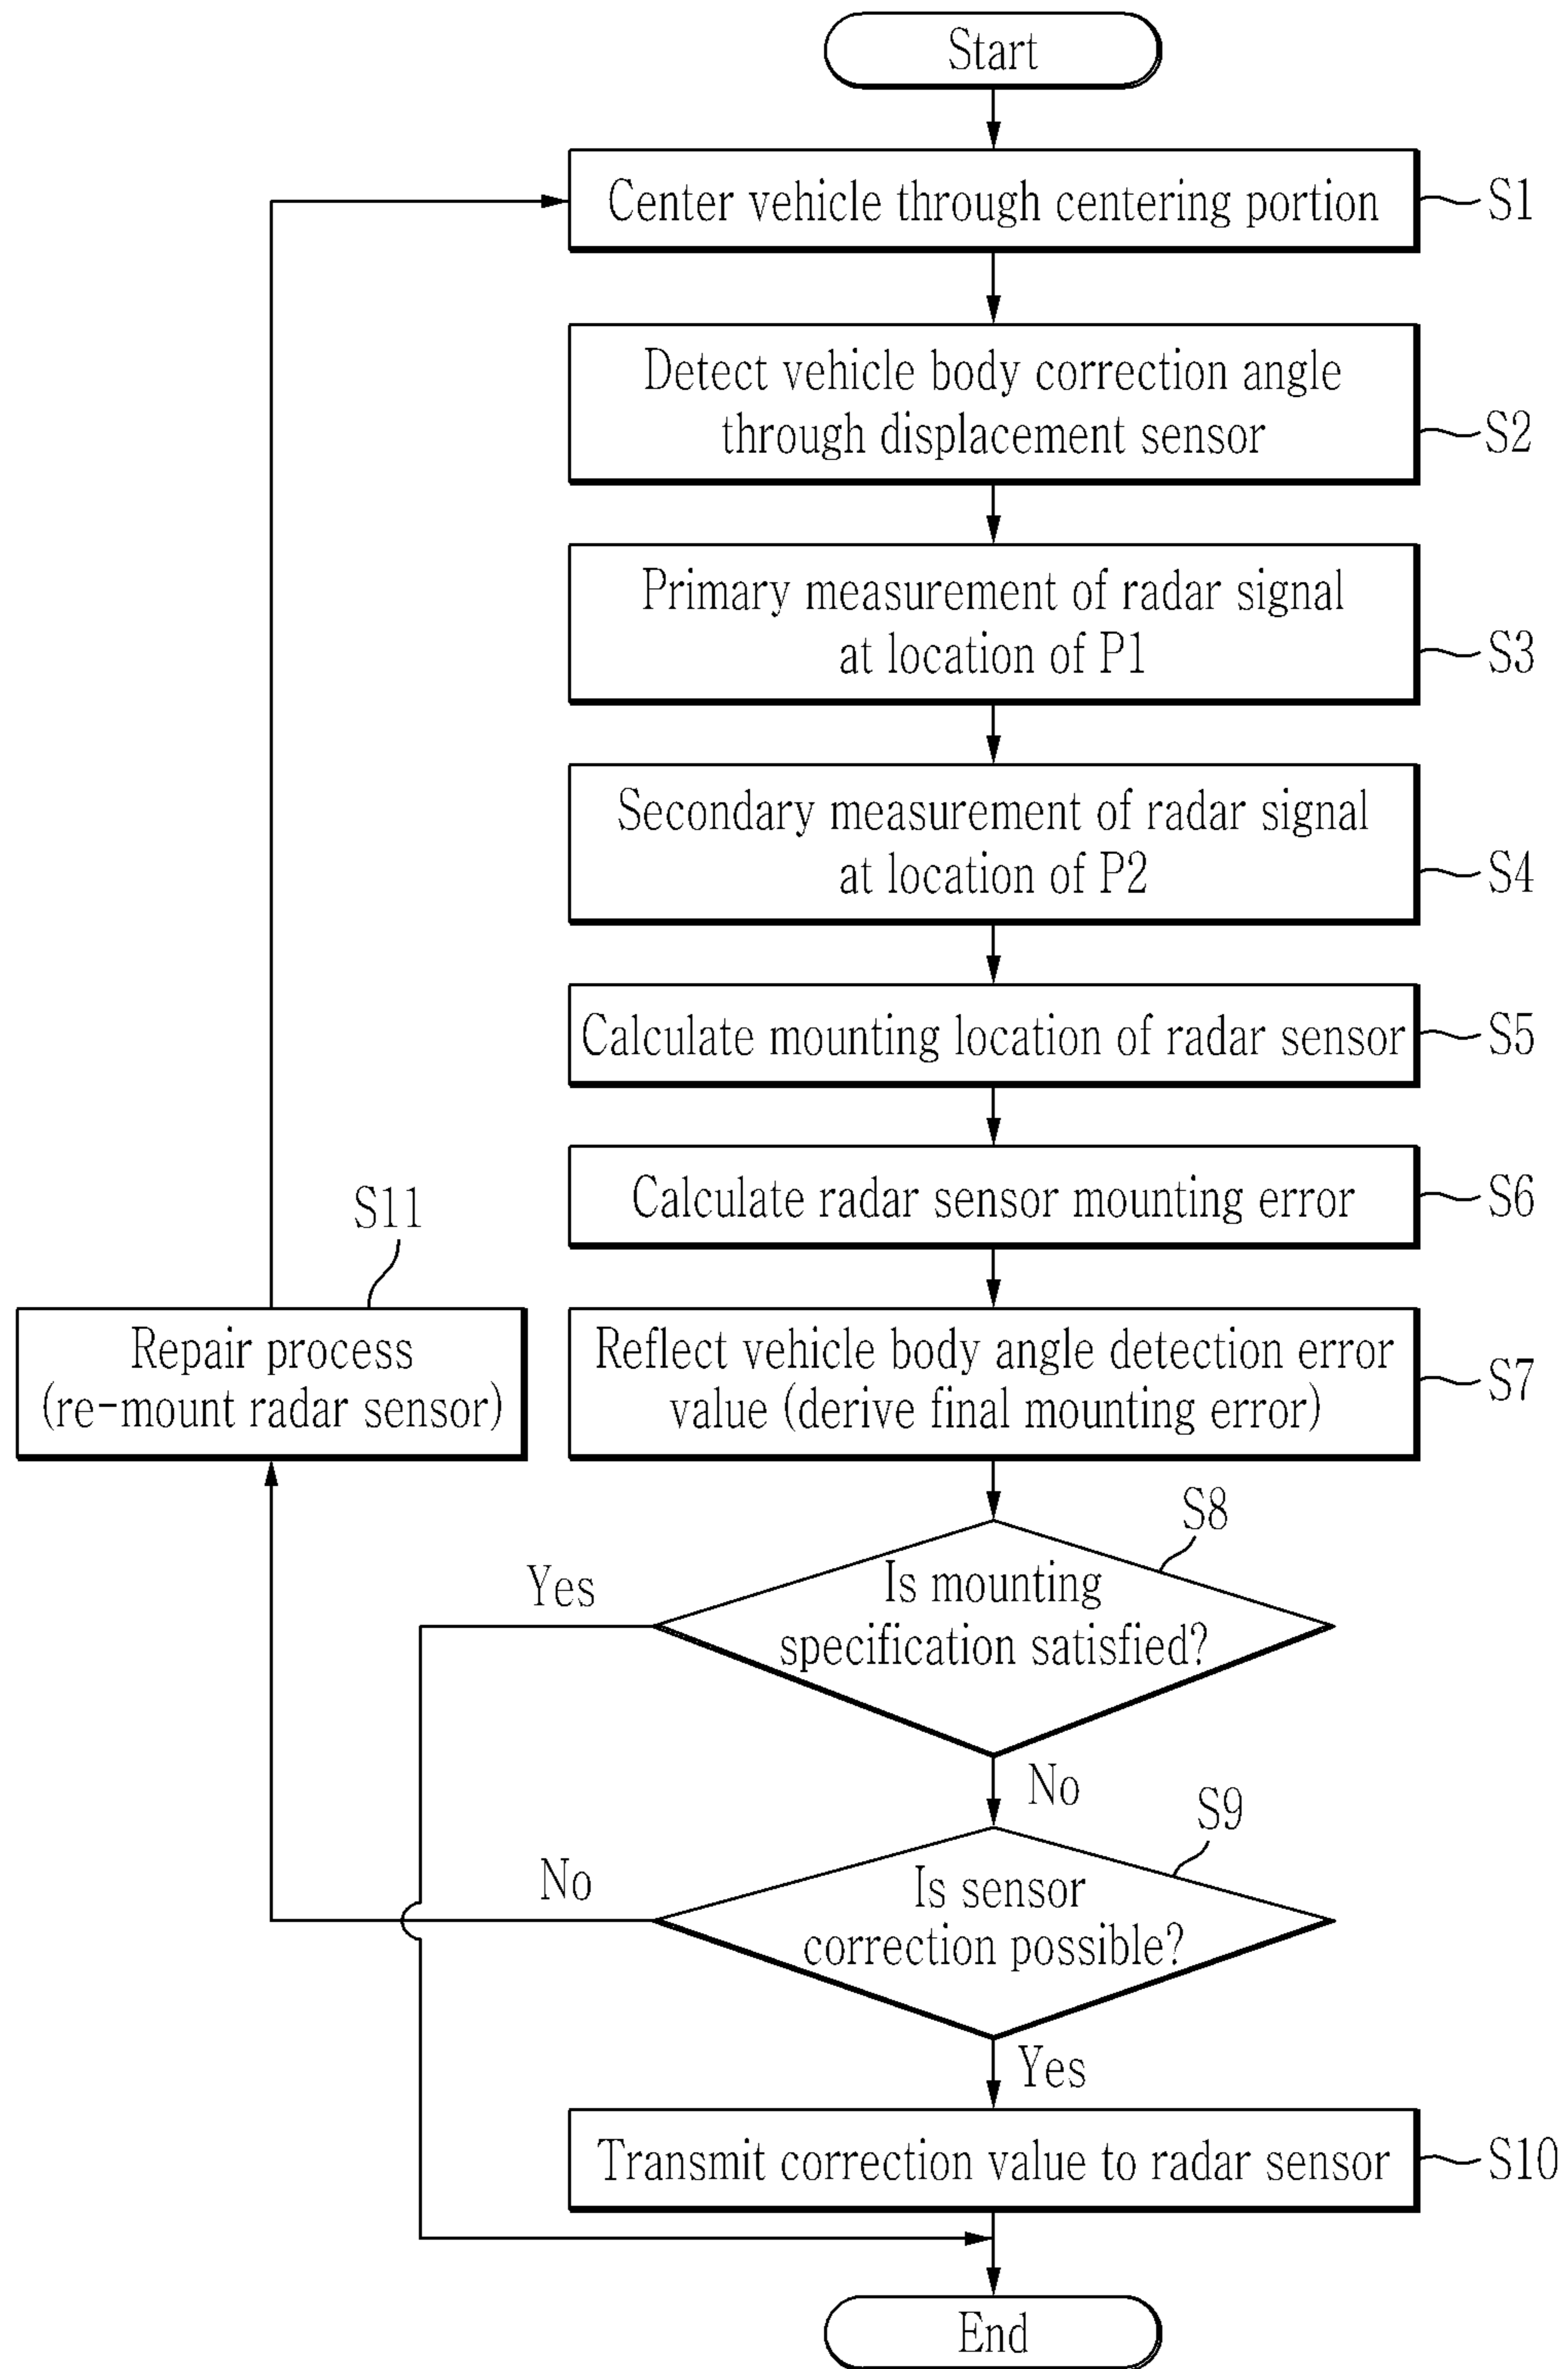 Start
Center vehicle through centering portion
S1
Detect vehicle body correction angle
through displacement sensor
S2
Primary measurement of radar signal
at location of P1
S3
Secondary measurement of radar signal
at location of P2
S4
Calculate mounting location of radar sensor
S5
Calculate radar sensor mounting error
S6
S11
Repair process
(re-mount radar sensor)
Reflect vehicle body angle detection error
value (derive final mounting error)
S7
S8
Yes
Is mounting
specification satisfied?
No
S9
No
Is sensor
correction possible?
Yes
Transmit correction value to radar sensor
S10
End